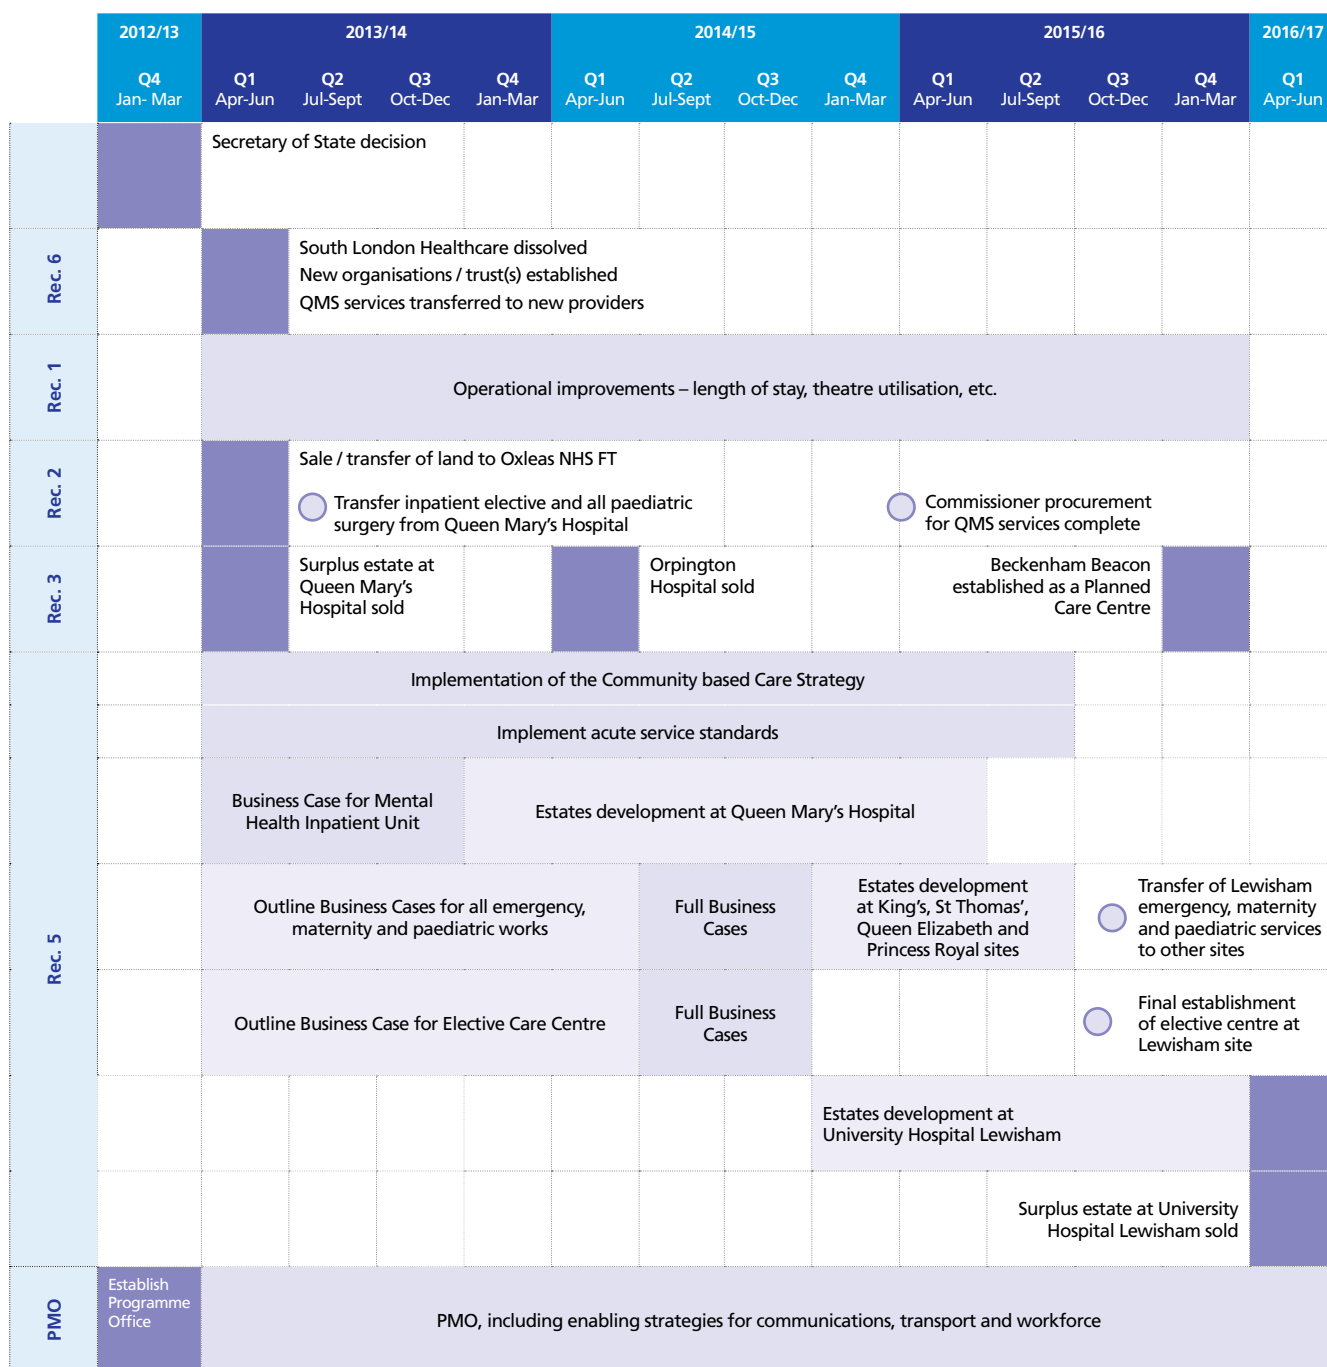 2012/13
2013/14
2014/15
2015/16
2016/17
Q4
Jan- Mar
Q1
Apr-Jun
Q2
Jul-Sept
Q3
Oct-Dec
Q4
Jan-Mar
Q1
Apr-Jun
Q2
Jul-Sept
Q3
Oct-Dec
Q4
Jan-Mar
Q1
Apr-Jun
Q2
Jul-Sept
Q3
Oct-Dec
Q4
Jan-Mar
Q1
Apr-Jun
Secretary of State decision
Rec. 6
South London Healthcare dissolved
New organisations / trust(s) established
QMS services transferred to new providers
Rec. 1
Operational improvements – length of stay, theatre utilisation, etc.
Rec. 2
Sale / transfer of land to Oxleas NHS FT
Transfer inpatient elective and all paediatric
surgery from Queen Mary’s Hospital
Commissioner procurement
for QMS services complete
Rec. 3
Surplus estate at
Queen Mary’s
Hospital sold
Orpington
Hospital sold
Beckenham Beacon
established as a Planned
Care Centre
Rec. 5
Implementation of the Community based Care Strategy
Implement acute service standards
Business Case for Mental
Health Inpatient Unit
Estates development at Queen Mary’s Hospital
Outline Business Cases for all emergency,
maternity and paediatric works
Full Business
Cases
Estates development
at King’s, St Thomas’,
Queen Elizabeth and
Princess Royal sites
Transfer of Lewisham
emergency, maternity
and paediatric services
to other sites
Outline Business Case for Elective Care Centre
Full Business
Cases
Final establishment
of elective centre at
Lewisham site
Estates development at
University Hospital Lewisham
Surplus estate at University
Hospital Lewisham sold
PMO
Establish
Programme
Office
PMO, including enabling strategies for communications, transport and workforce